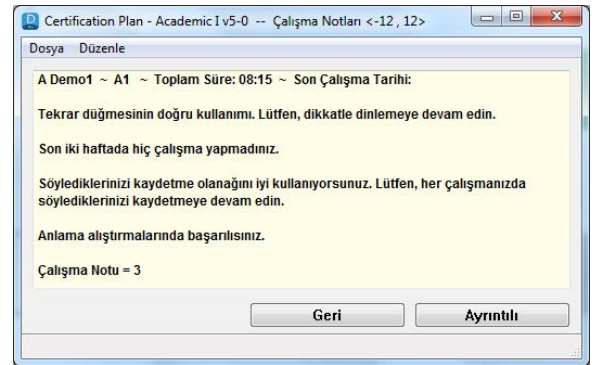 Certification Plan - Academic I v5-0 -- Çalışma Notları <-12 , 12>
Dosya Düzenle
A Demo1 ~ A1 ~ Toplam Süre: 08:15 ~ Son Çalışma Tarihi:
Tekrar düğmesinin doğru kullanımı. Lütfen, dikkatle dinlemeye devam edin.
Son iki haftada hiç çalışma yapmadınız.
Söylediklerinizi kaydetme olanağını iyi kullanıyorsunuz. Lütfen, her çalışmanızda
söylediklerinizi kaydetmeye devam edin.
Anlama alıştırmalarında başarılısınız.
Çalışma Notu = 3
Geri Ayrıntılı